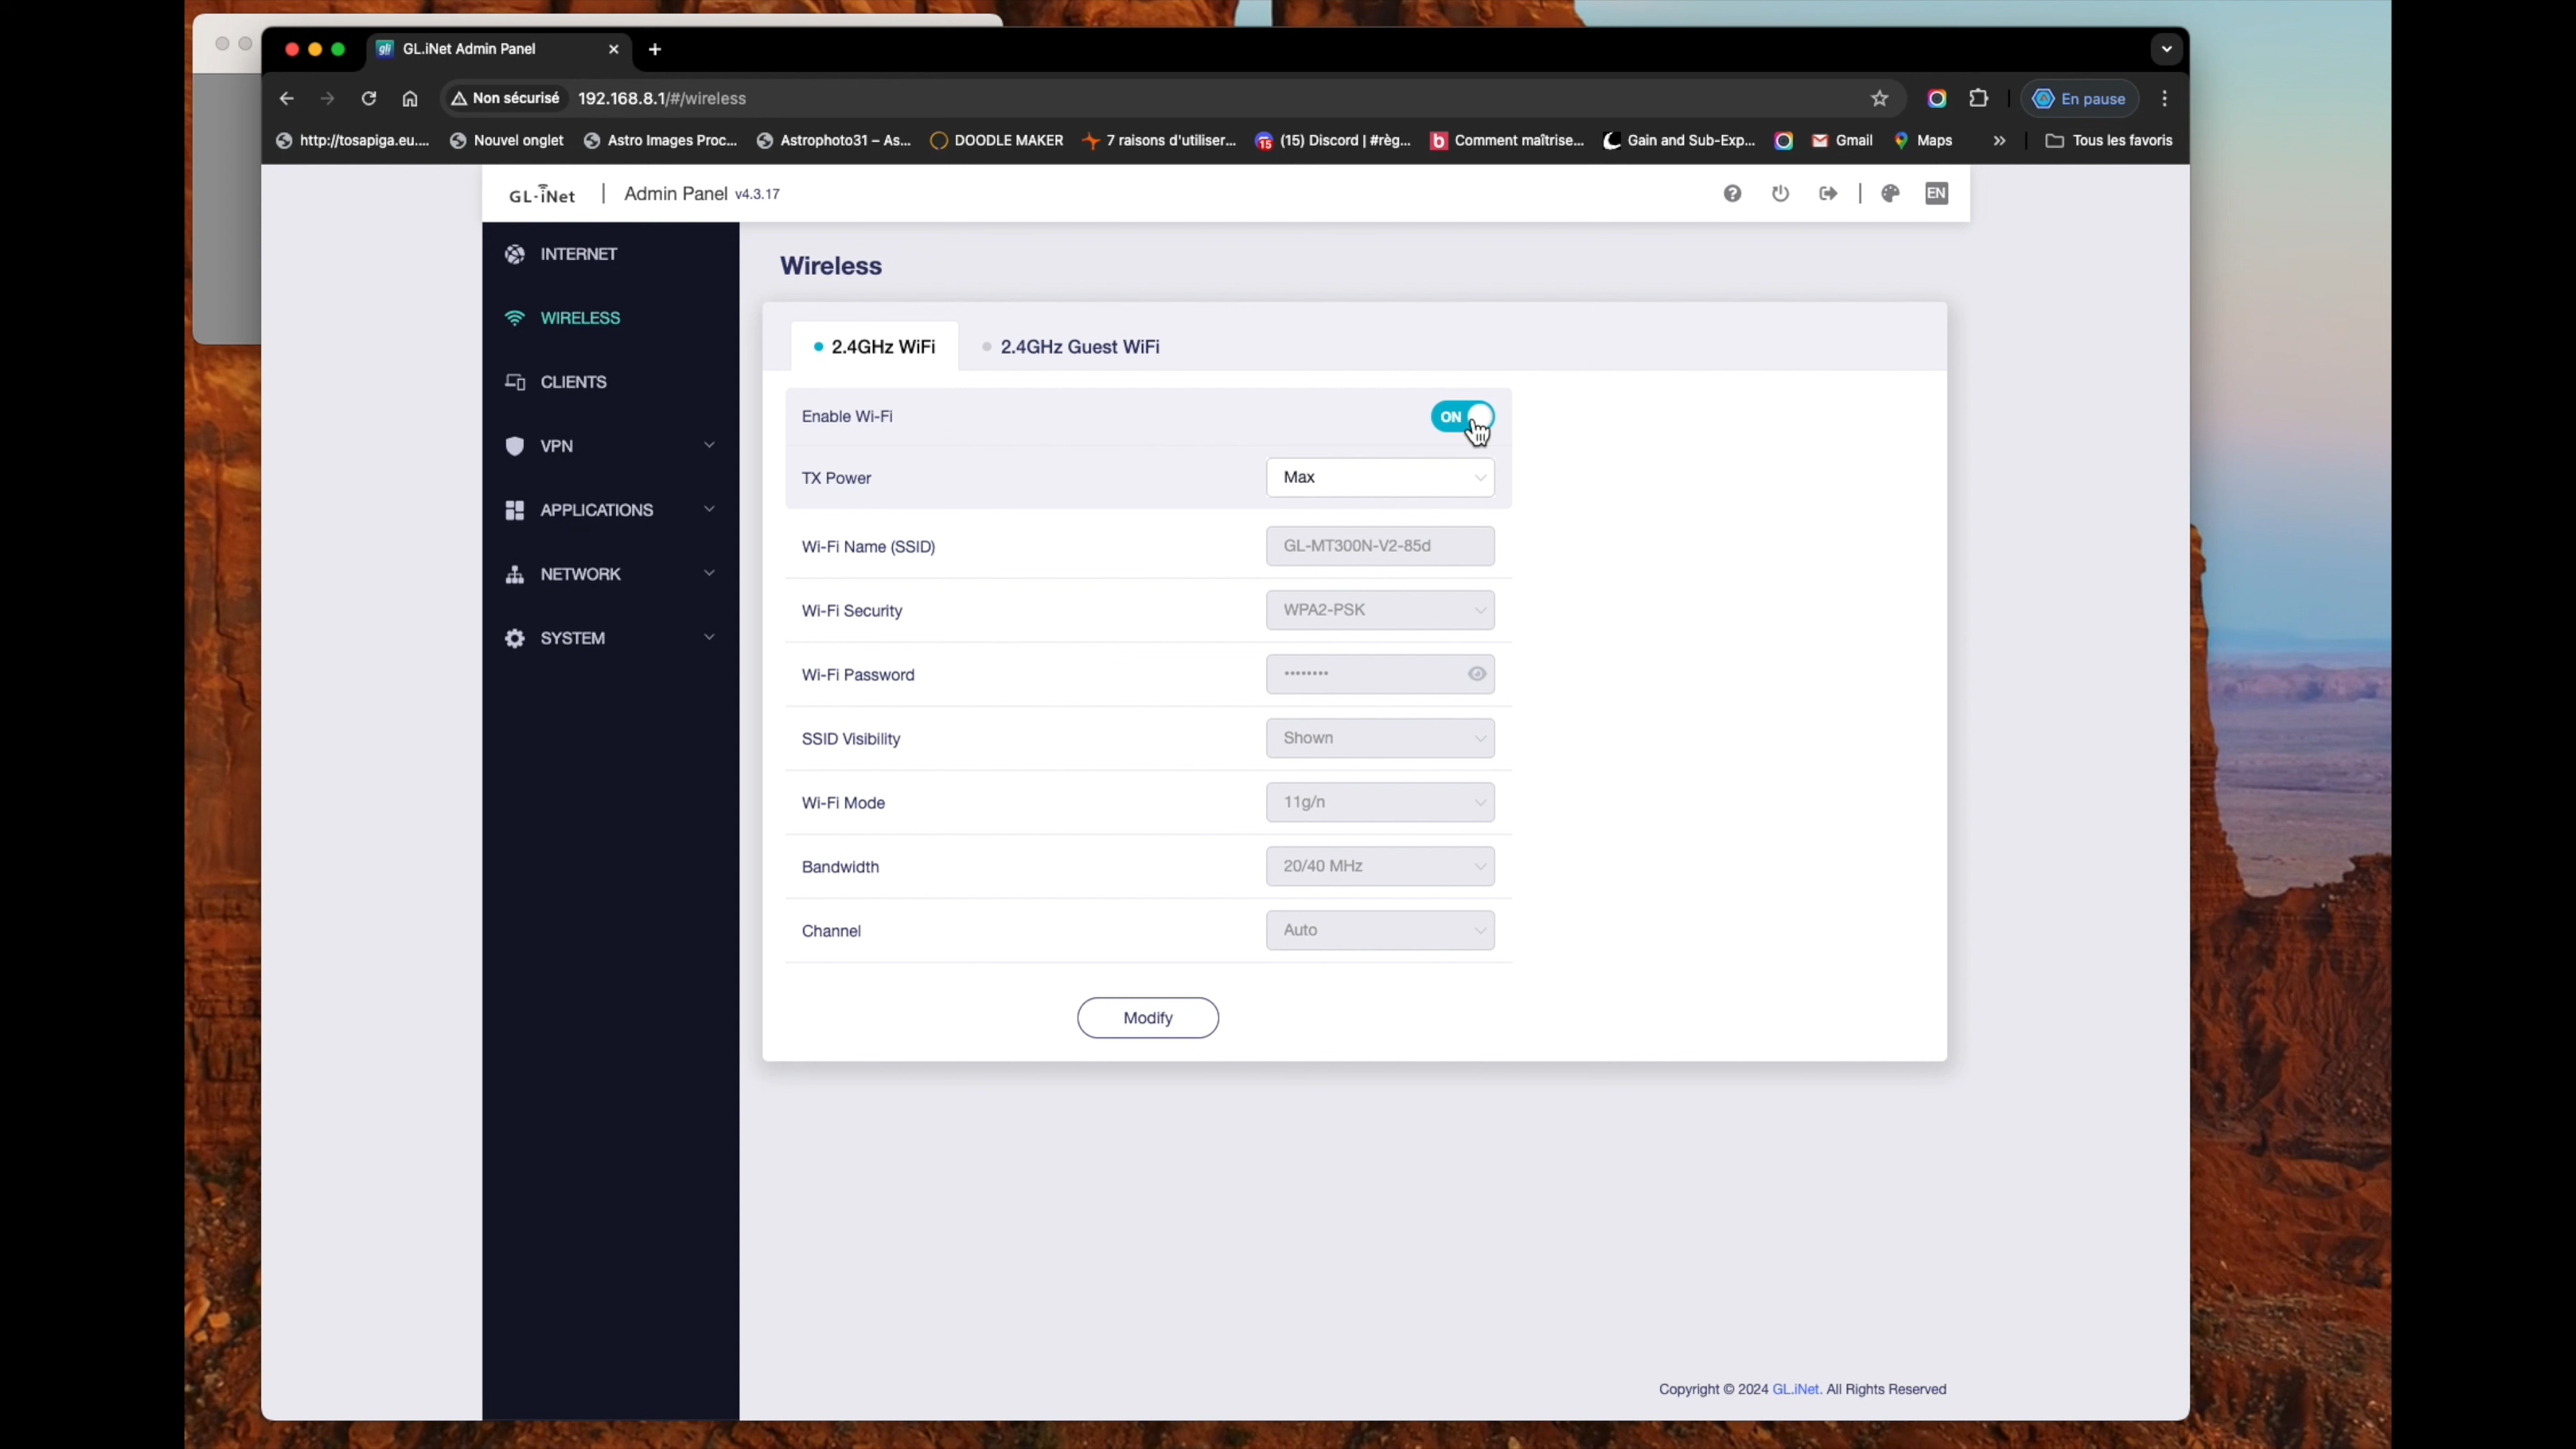 GL.iNet Admin Panel
Non sécurisé 192.168.8.1/#/wireless En pause
http://tosapiga.eu.... Nouvel onglet Astro Images Proc... Astrophoto31 – As... DOODLE MAKER 7 raisons d'utiliser... (15) Discord | #règ... Comment maîtrise... Gain and Sub-Exp... Gmail Maps » Tous les favoris
GL·iNet | Admin Panel v4.3.17 EN
INTERNET
WIRELESS
CLIENTS
VPN
APPLICATIONS
NETWORK
SYSTEM
Wireless
2.4GHz WiFi 2.4GHz Guest WiFi
Enable Wi-Fi ON
TX Power Max
Wi-Fi Name (SSID) GL-MT300N-V2-85d
Wi-Fi Security WPA2-PSK
Wi-Fi Password ••••••••
SSID Visibility Shown
Wi-Fi Mode 11g/n
Bandwidth 20/40 MHz
Channel Auto
Modify
Copyright © 2024 GL.iNet. All Rights Reserved